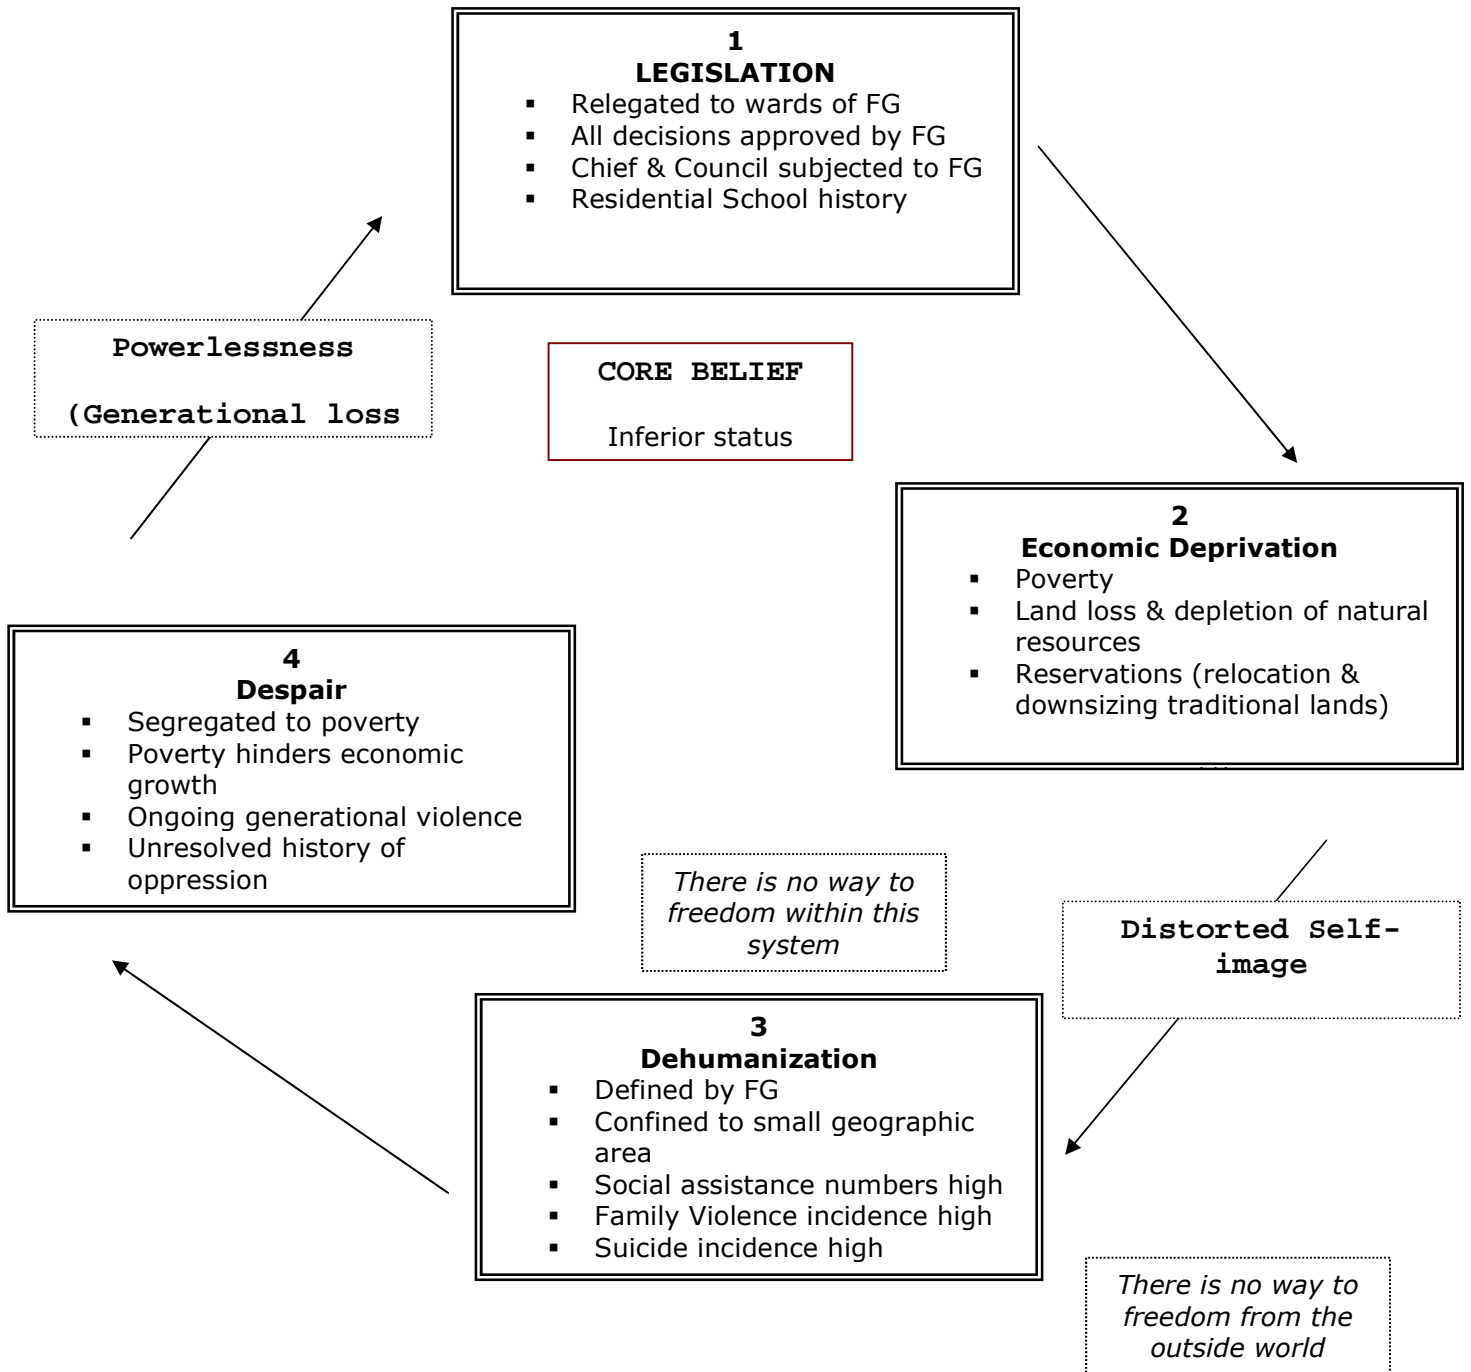 1
LEGISLATION
▪ Relegated to wards of FG
▪ All decisions approved by FG
▪ Chief & Council subjected to FG
▪ Residential School history
Powerlessness
(Generational loss
CORE BELIEF
Inferior status
2
Economic Deprivation
▪ Poverty
▪ Land loss & depletion of natural
resources
▪ Reservations (relocation &
downsizing traditional lands)
4
Despair
▪ Segregated to poverty
▪ Poverty hinders economic
growth
▪ Ongoing generational violence
▪ Unresolved history of
oppression
There is no way to
freedom within this
system
Distorted Self-
image
3
Dehumanization
▪ Defined by FG
▪ Confined to small geographic
area
▪ Social assistance numbers high
▪ Family Violence incidence high
▪ Suicide incidence high
There is no way to
freedom from the
outside world